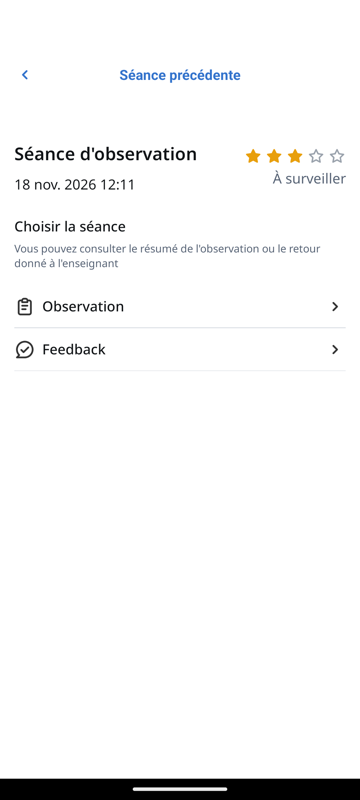 Séance précédente
Séance d'observation
18 nov. 2026 12:11
À surveiller
Choisir la séance
Vous pouvez consulter le résumé de l'observation ou le retour
donné à l'enseignant
Observation
Feedback